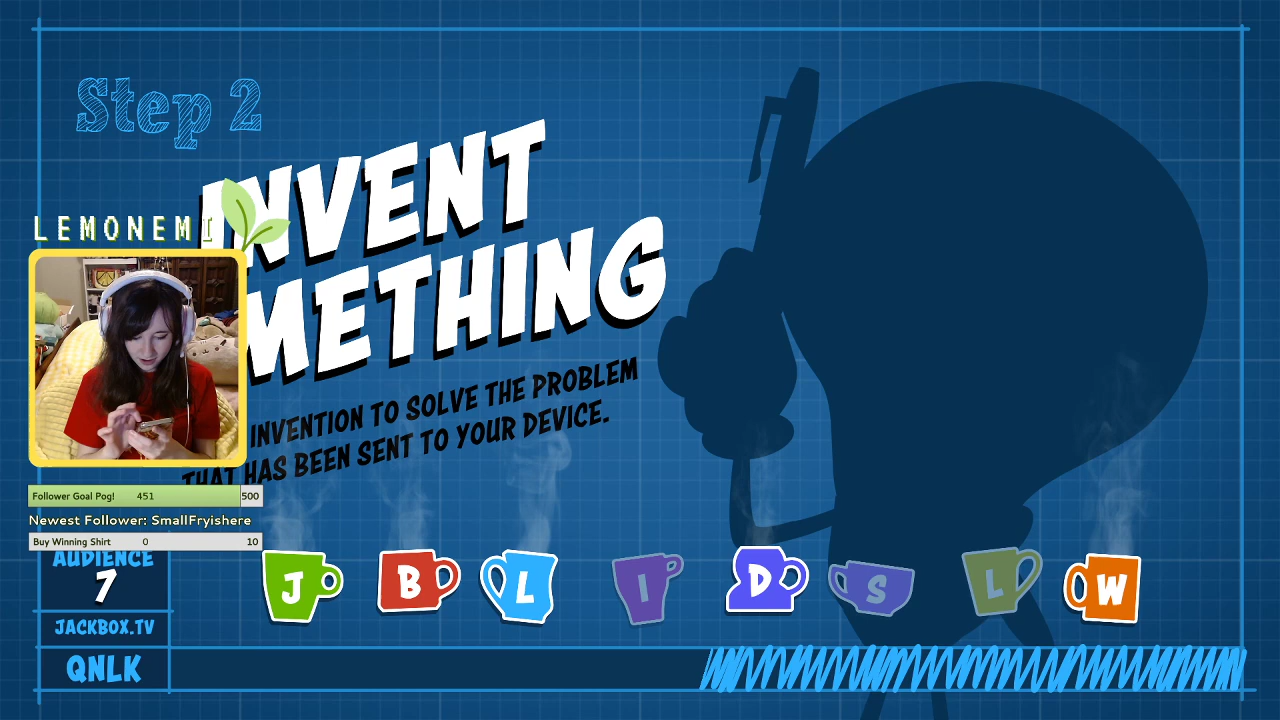 Step 2
INVENT
METHING
LEMONEMI
INVENTION TO SOLVE THE PROBLEM
THAT HAS BEEN SENT TO YOUR DEVICE.
Follower Goal Pog! 451 500
Newest Follower: SmallFryishere
Buy Winning Shirt 0 10
AUDIENCE
7
JACKBOX.TV
QNLK
J B L I D S L W